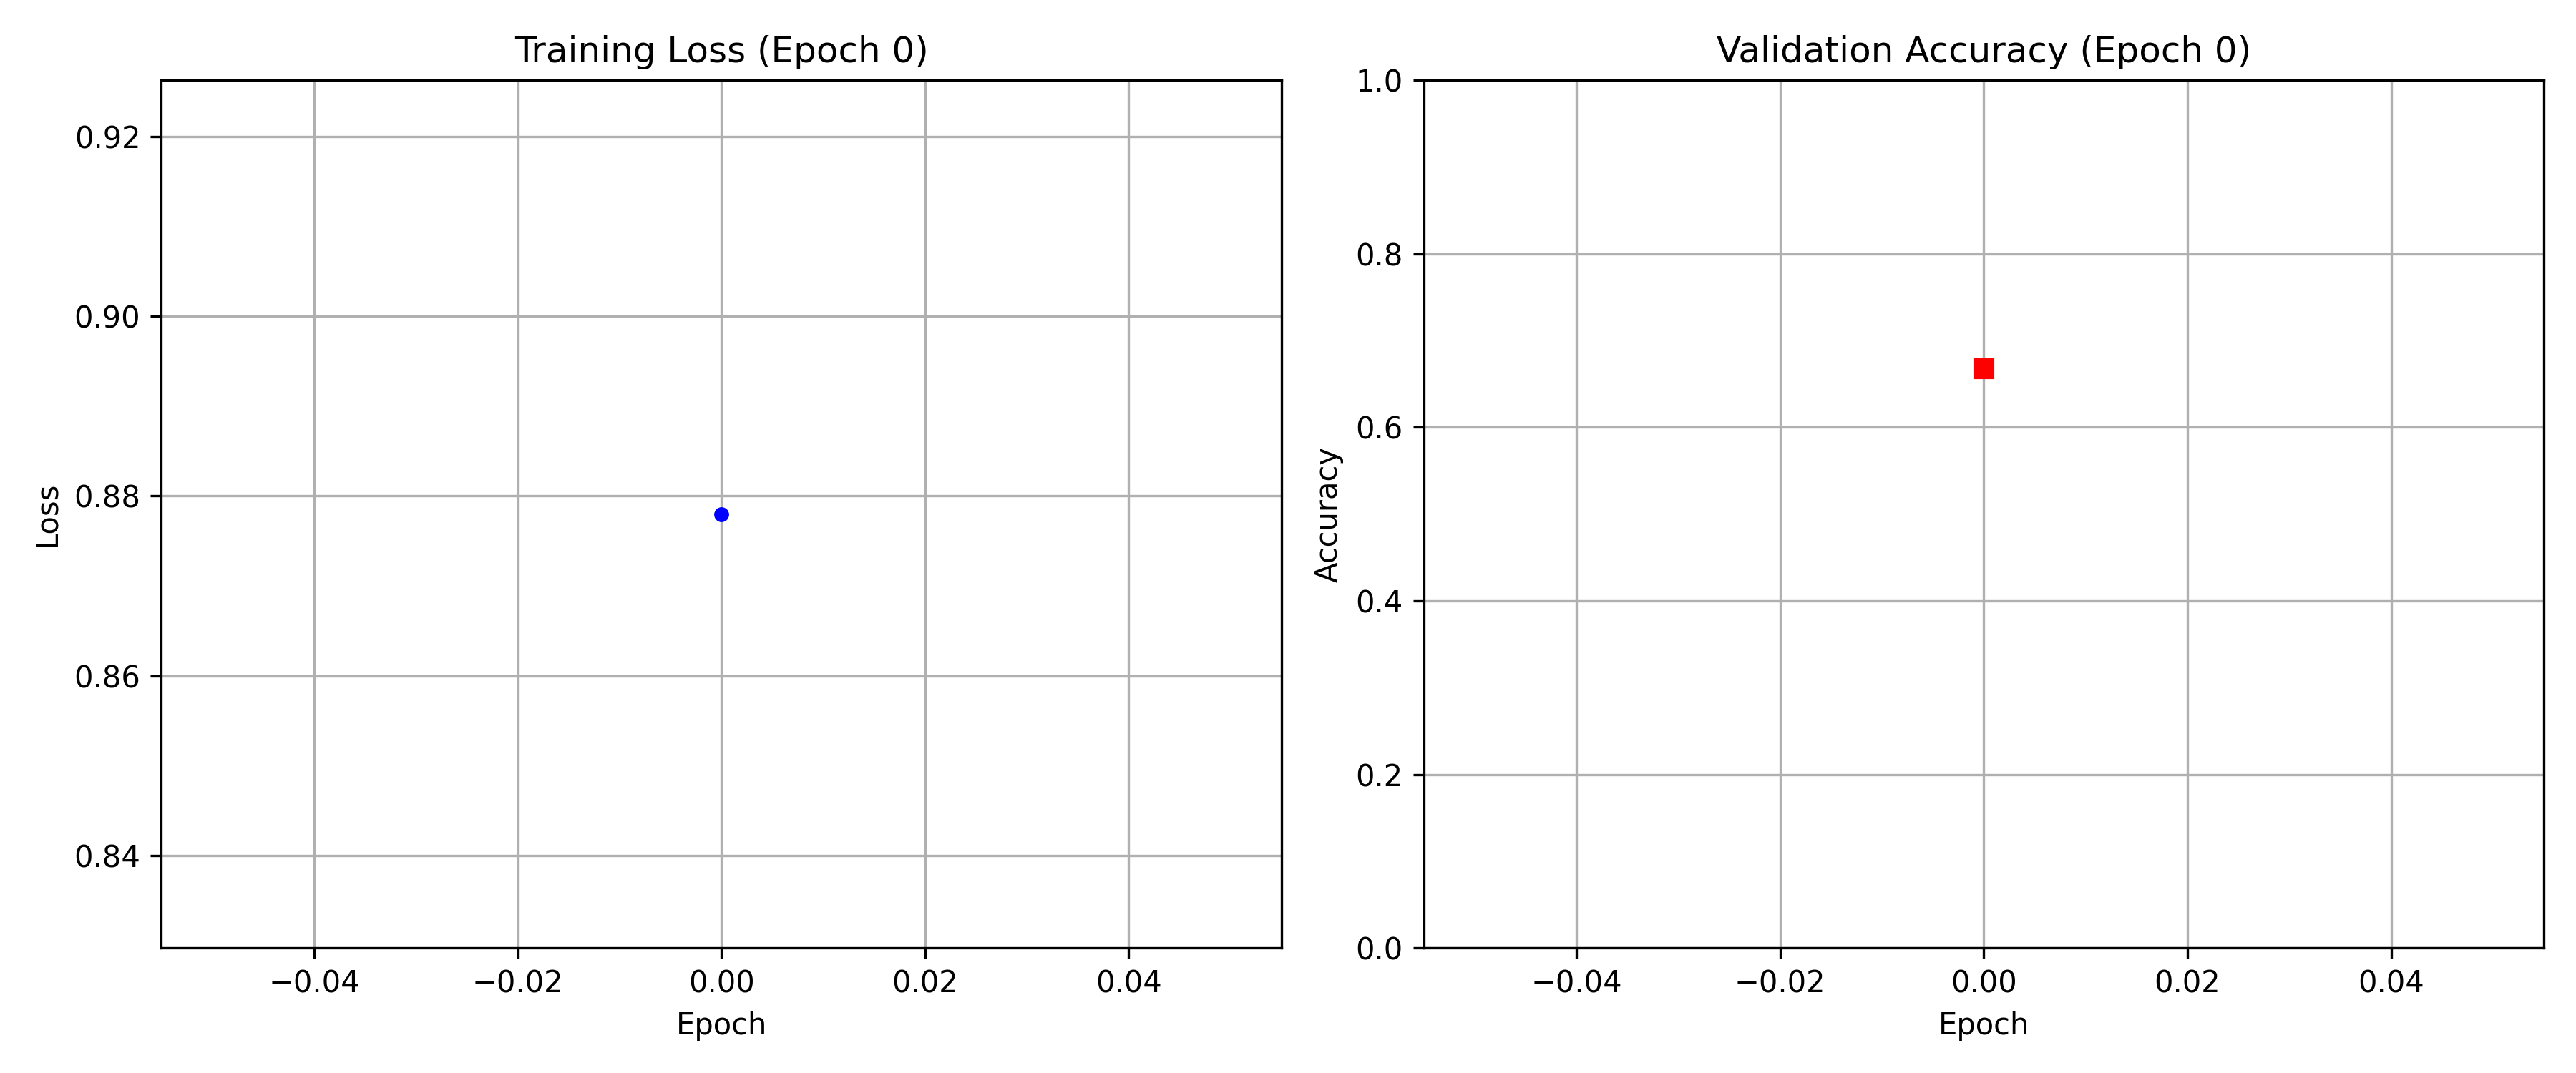 Training Loss (Epoch 0)
0.92
0.90
0.88
0.86
0.84
Loss
−0.04 −0.02 0.00 0.02 0.04
Epoch
Validation Accuracy (Epoch 0)
1.0
0.8
0.6
0.4
0.2
0.0
Accuracy
−0.04 −0.02 0.00 0.02 0.04
Epoch